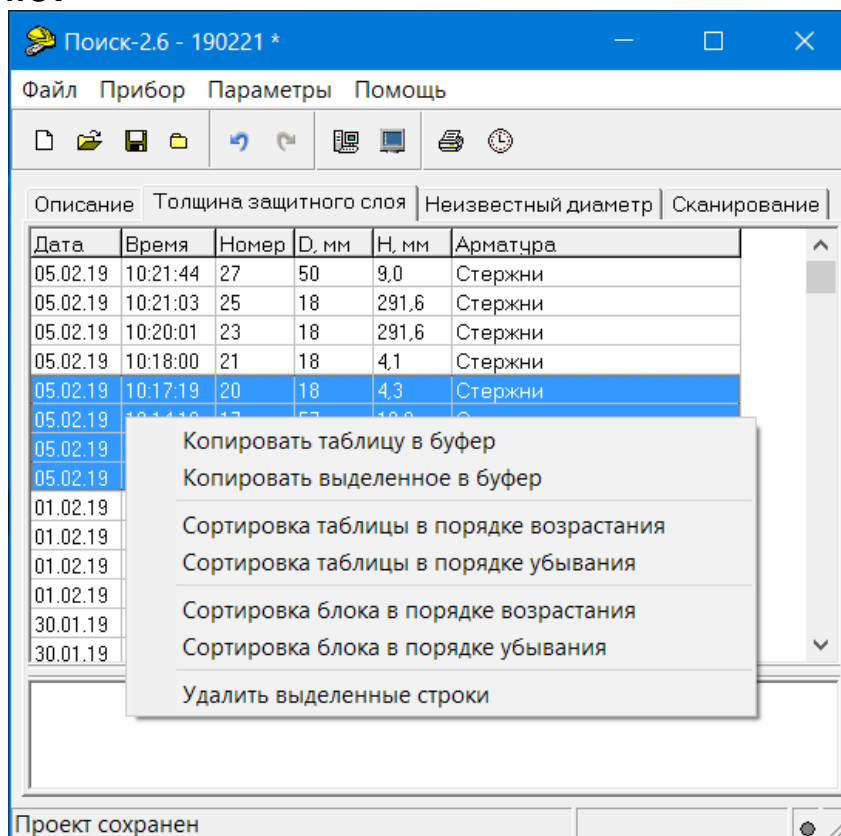 Поиск-2.6 - 190221 *
Файл Прибор Параметры Помощь
Описание Толщина защитного слоя Неизвестный диаметр Сканирование
Дата Время Номер D, мм H, мм Арматура
05.02.19 10:21:44 27 50 9,0 Стержни
05.02.19 10:21:03 25 18 291,6 Стержни
05.02.19 10:20:01 23 18 291,6 Стержни
05.02.19 10:18:00 21 18 4,1 Стержни
05.02.19 10:17:19 20 18 4,3 Стержни
05.02.19
05.02.19
05.02.19
01.02.19
01.02.19
01.02.19
01.02.19
30.01.19
30.01.19
Копировать таблицу в буфер
Копировать выделенное в буфер
Сортировка таблицы в порядке возрастания
Сортировка таблицы в порядке убывания
Сортировка блока в порядке возрастания
Сортировка блока в порядке убывания
Удалить выделенные строки
Проект сохранен